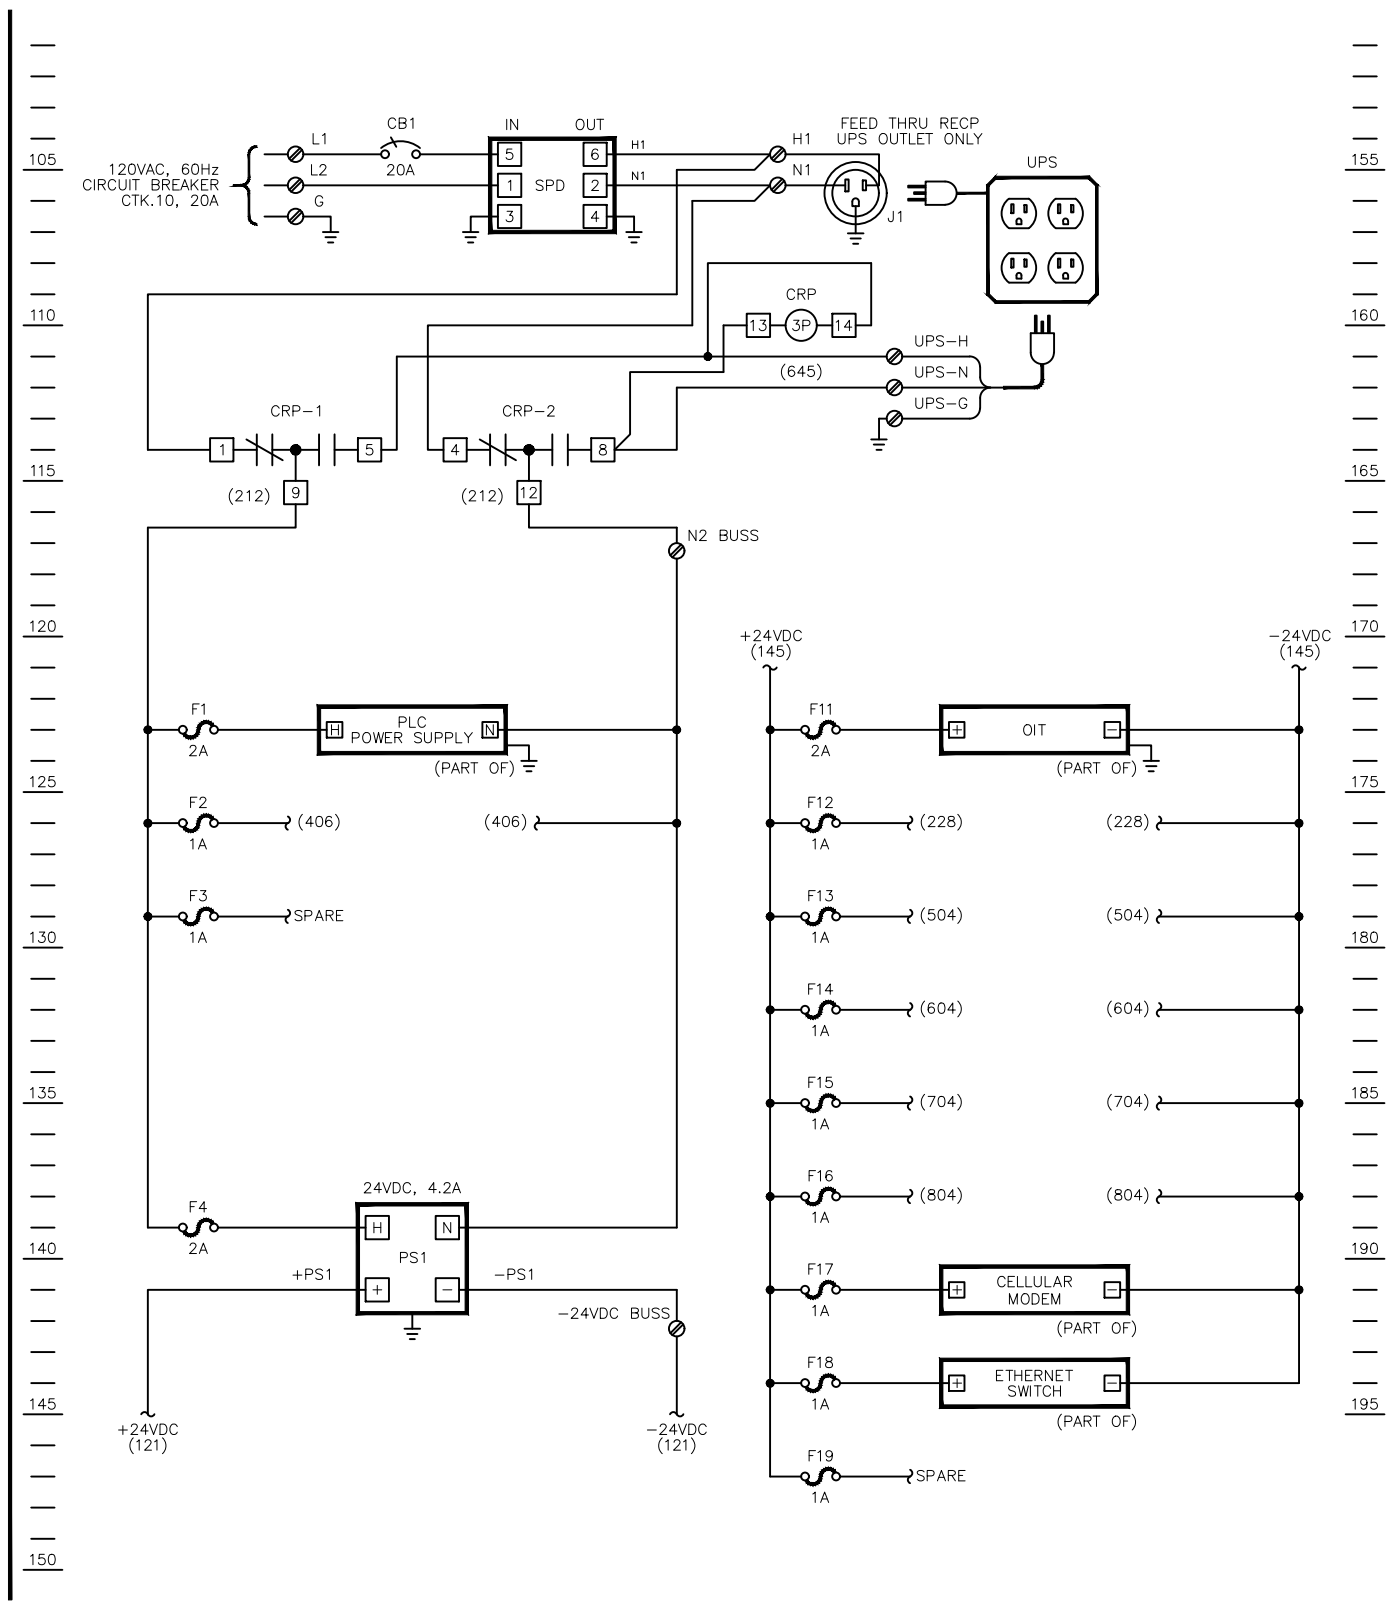 L1
CB1
20A
120VAC, 60Hz
CIRCUIT BREAKER
CTK.10, 20A
L2
G
IN
OUT
5
6
1
SPD
2
3
4
H1
N1
H1
N1
FEED THRU RECP
UPS OUTLET ONLY
J1
UPS
CRP
13
3P
14
(645)
UPS-H
UPS-N
UPS-G
CRP-1
1
5
(212)
9
CRP-2
4
8
(212)
12
N2 BUSS
F1
2A
H
PLC
POWER SUPPLY
N
(PART OF)
F2
1A
(406)
(406)
F3
1A
SPARE
F4
2A
24VDC, 4.2A
H
N
PS1
+
-
+PS1
-PS1
-24VDC BUSS
+24VDC
(121)
-24VDC
(121)
+24VDC
(145)
-24VDC
(145)
F11
2A
+
OIT
-
(PART OF)
F12
1A
(228)
(228)
F13
1A
(504)
(504)
F14
1A
(604)
(604)
F15
1A
(704)
(704)
F16
1A
(804)
(804)
F17
1A
+
CELLULAR
MODEM
-
(PART OF)
F18
1A
+
ETHERNET
SWITCH
-
(PART OF)
F19
1A
SPARE
105
110
115
120
125
130
135
140
145
150
155
160
165
170
175
180
185
190
195